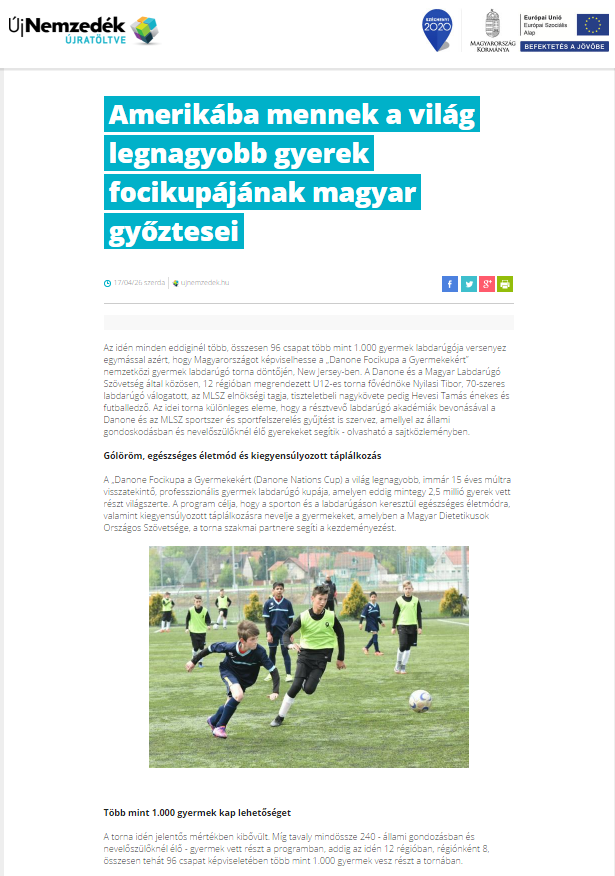 ÚjNemzedék
ÚJRATÖLTVE
SZÉCHENYI
2020
MAGYARORSZÁG
KORMÁNYA
Európai Unió
Európai Szociális
Alap
BEFEKTETÉS A JÖVŐBE
Amerikába mennek a világ
legnagyobb gyerek
focikupájának magyar
győztesei
17/04/26 szerda
ujnemzedek.hu
Az idén minden eddiginél több, összesen 96 csapat több mint 1.000 gyermek labdarúgója versenyez
egymással azért, hogy Magyarországot képviselhesse a „Danone Focikupa a Gyermekekért”
nemzetközi gyermek labdarúgó torna döntőjén, New Jersey-ben. A Danone és a Magyar Labdarúgó
Szövetség által közösen, 12 régióban megrendezett U12-es torna fővédnöke Nyilasi Tibor, 70-szeres
labdarúgó válogatott, az MLSZ elnökségi tagja, tiszteletbeli nagykövete pedig Hevesi Tamás énekes és
futballedző. Az idei torna különleges eleme, hogy a résztvevő labdarúgó akadémiák bevonásával a
Danone és az MLSZ sportszer és sportfelszerelés gyűjtést is szervez, amellyel az állami
gondoskodásban és nevelőszülőknél élő gyerekeket segítik - olvasható a sajtóközleményben.
Gólöröm, egészséges életmód és kiegyensúlyozott táplálkozás
A „Danone Focikupa a Gyermekekért (Danone Nations Cup) a világ legnagyobb, immár 15 éves múltra
visszatekintő, professzionális gyermek labdarúgó kupája, amelyen eddig mintegy 2,5 millió gyerek vett
részt világszerte. A program célja, hogy a sporton és a labdarúgáson keresztül egészséges életmódra,
valamint kiegyensúlyozott táplálkozásra nevelje a gyermekeket, amelyben a Magyar Dietetikusok
Országos Szövetsége, a torna szakmai partnere segíti a kezdeményezést.
Több mint 1.000 gyermek kap lehetőséget
A torna idén jelentős mértékben kibővült. Míg tavaly mindössze 240 - állami gondozásban és
nevelőszülőknél élő - gyermek vett részt a programban, addig az idén 12 régióban, régiónként 8,
összesen tehát 96 csapat képviseletében több mint 1.000 gyermek vesz részt a tornában.